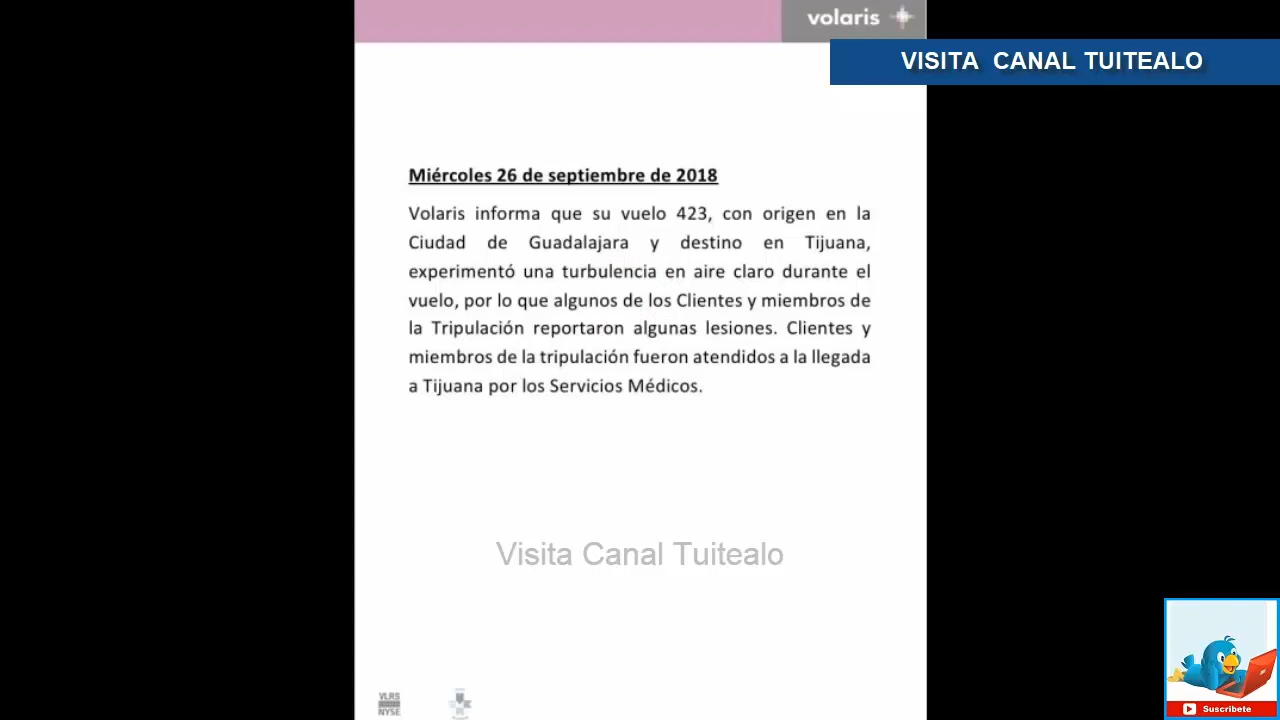 volaris
VISITA CANAL TUITEALO
Miércoles 26 de septiembre de 2018
Volaris informa que su vuelo 423, con origen en la
Ciudad de Guadalajara y destino en Tijuana,
experimentó una turbulencia en aire claro durante el
vuelo, por lo que algunos de los Clientes y miembros de
la Tripulación reportaron algunas lesiones. Clientes y
miembros de la tripulación fueron atendidos a la llegada
a Tijuana por los Servicios Médicos.
Visita Canal Tuitealo
VLRS
NYSE
Suscribete